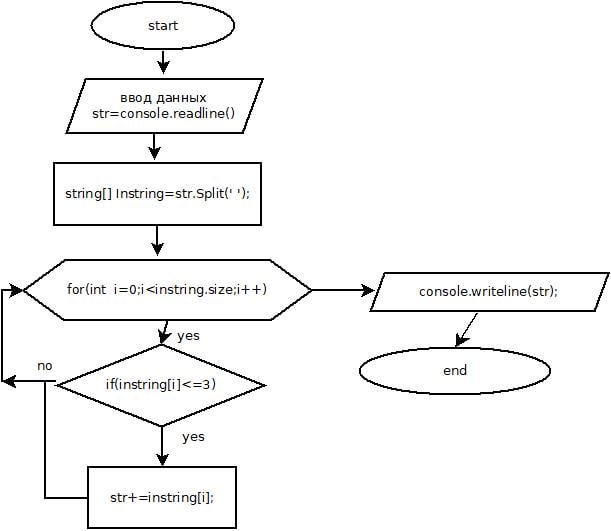 start
ввод данных
str=console.readline()
string[] Instring=str.Split(' ');
for(int i=0;i<instring.size;i++)
console.writeline(str);
yes
no
if(instring[i]<=3)
end
yes
str+=instring[i];